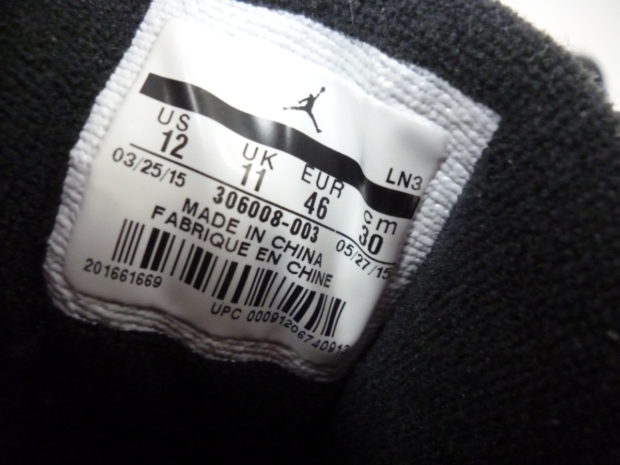 LN3
US UK EUR cm
12 11 46 30
03/25/15 306008-003 05/27/15
MADE IN CHINA
FABRIQUE EN CHINE
201661669
UPC